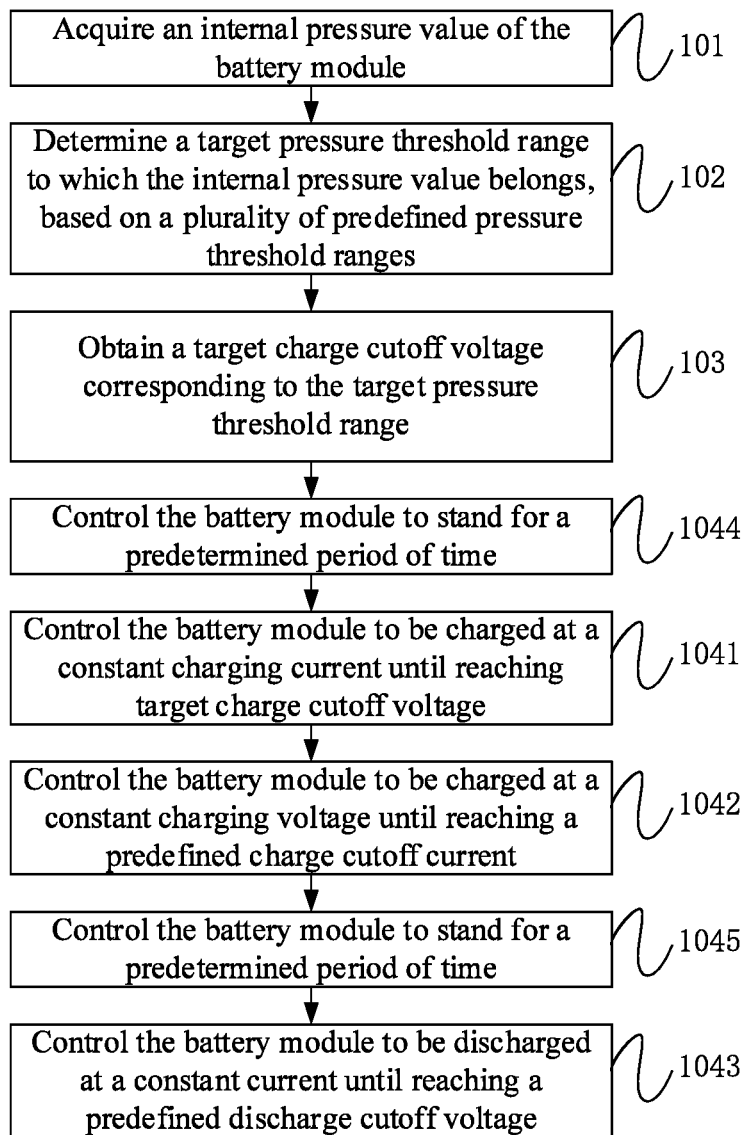 Acquire an internal pressure value of the
battery module
101
Determine a target pressure threshold range
to which the internal pressure value belongs,
based on a plurality of predefined pressure
threshold ranges
102
Obtain a target charge cutoff voltage
corresponding to the target pressure
threshold range
103
Control the battery module to stand for a
predetermined period of time
1044
Control the battery module to be charged at a
constant charging current until reaching
target charge cutoff voltage
1041
Control the battery module to be charged at a
constant charging voltage until reaching a
predefined charge cutoff current
1042
Control the battery module to stand for a
predetermined period of time
1045
Control the battery module to be discharged
at a constant current until reaching a
predefined discharge cutoff voltage
1043